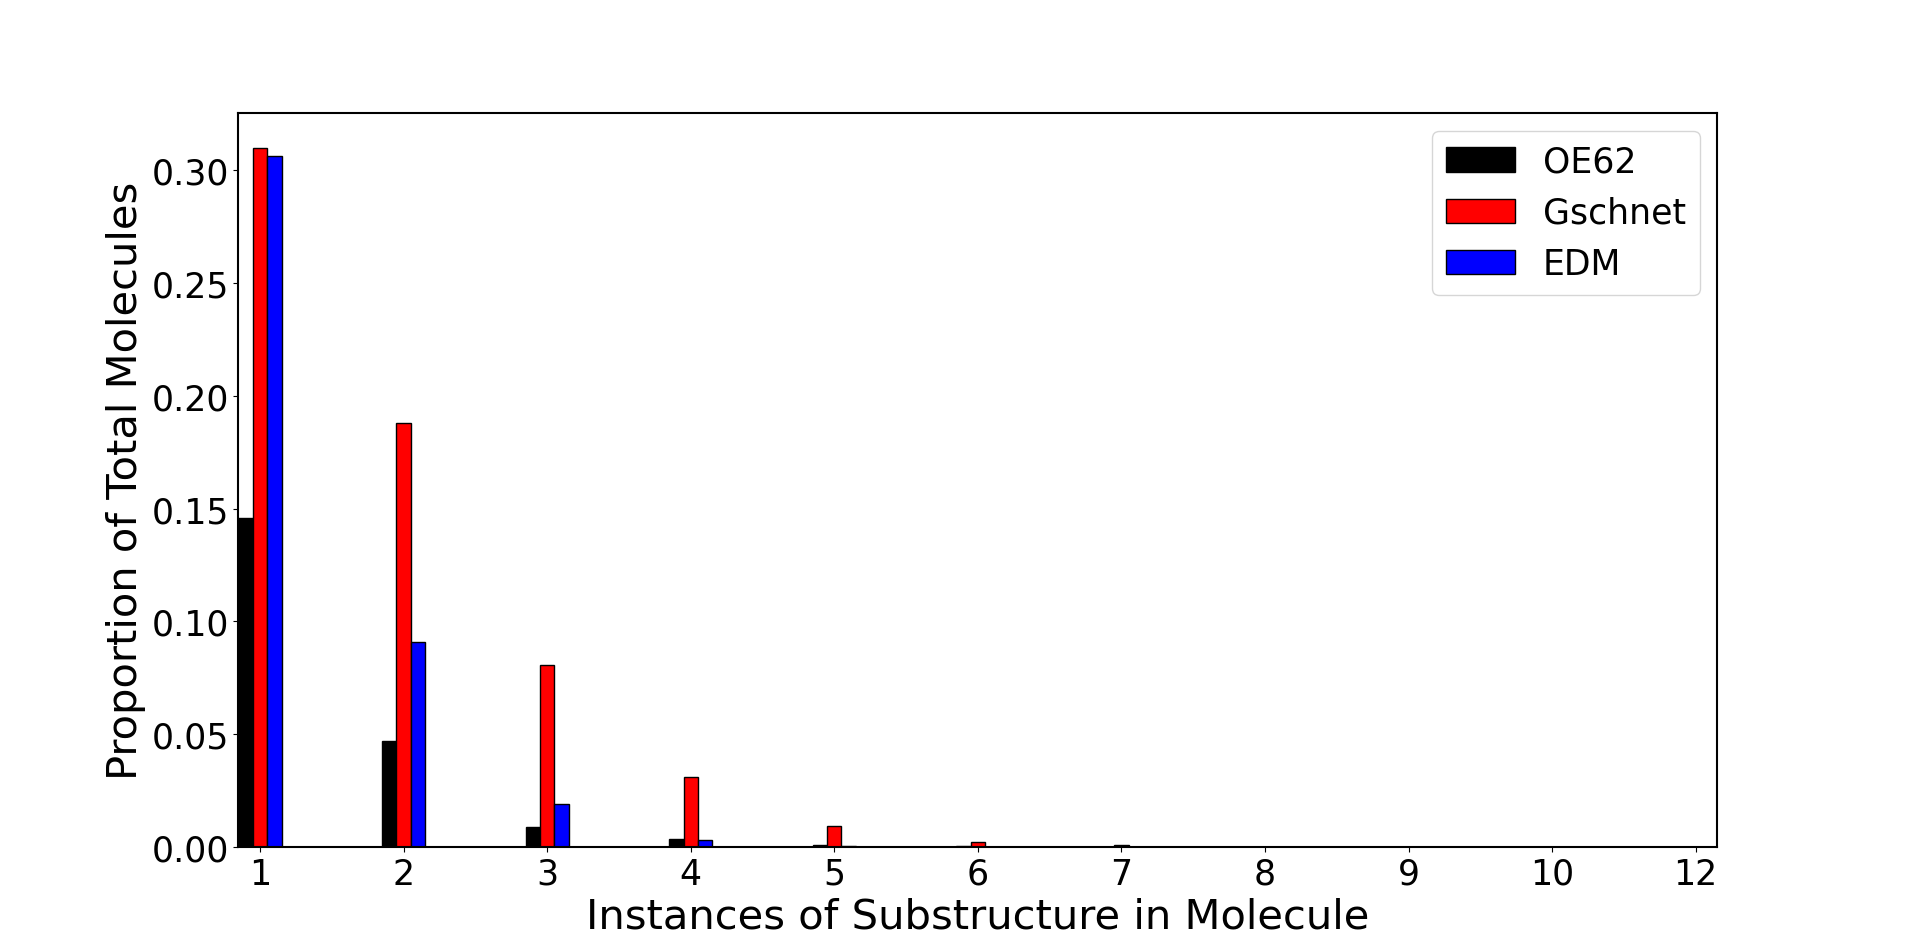 Proportion of Total Molecules
0.30
0.25
0.20
0.15
0.10
0.05
0.00
OE62
Gschnet
EDM
1 2 3 4 5 6 7 8 9 10 12
Instances of Substructure in Molecule